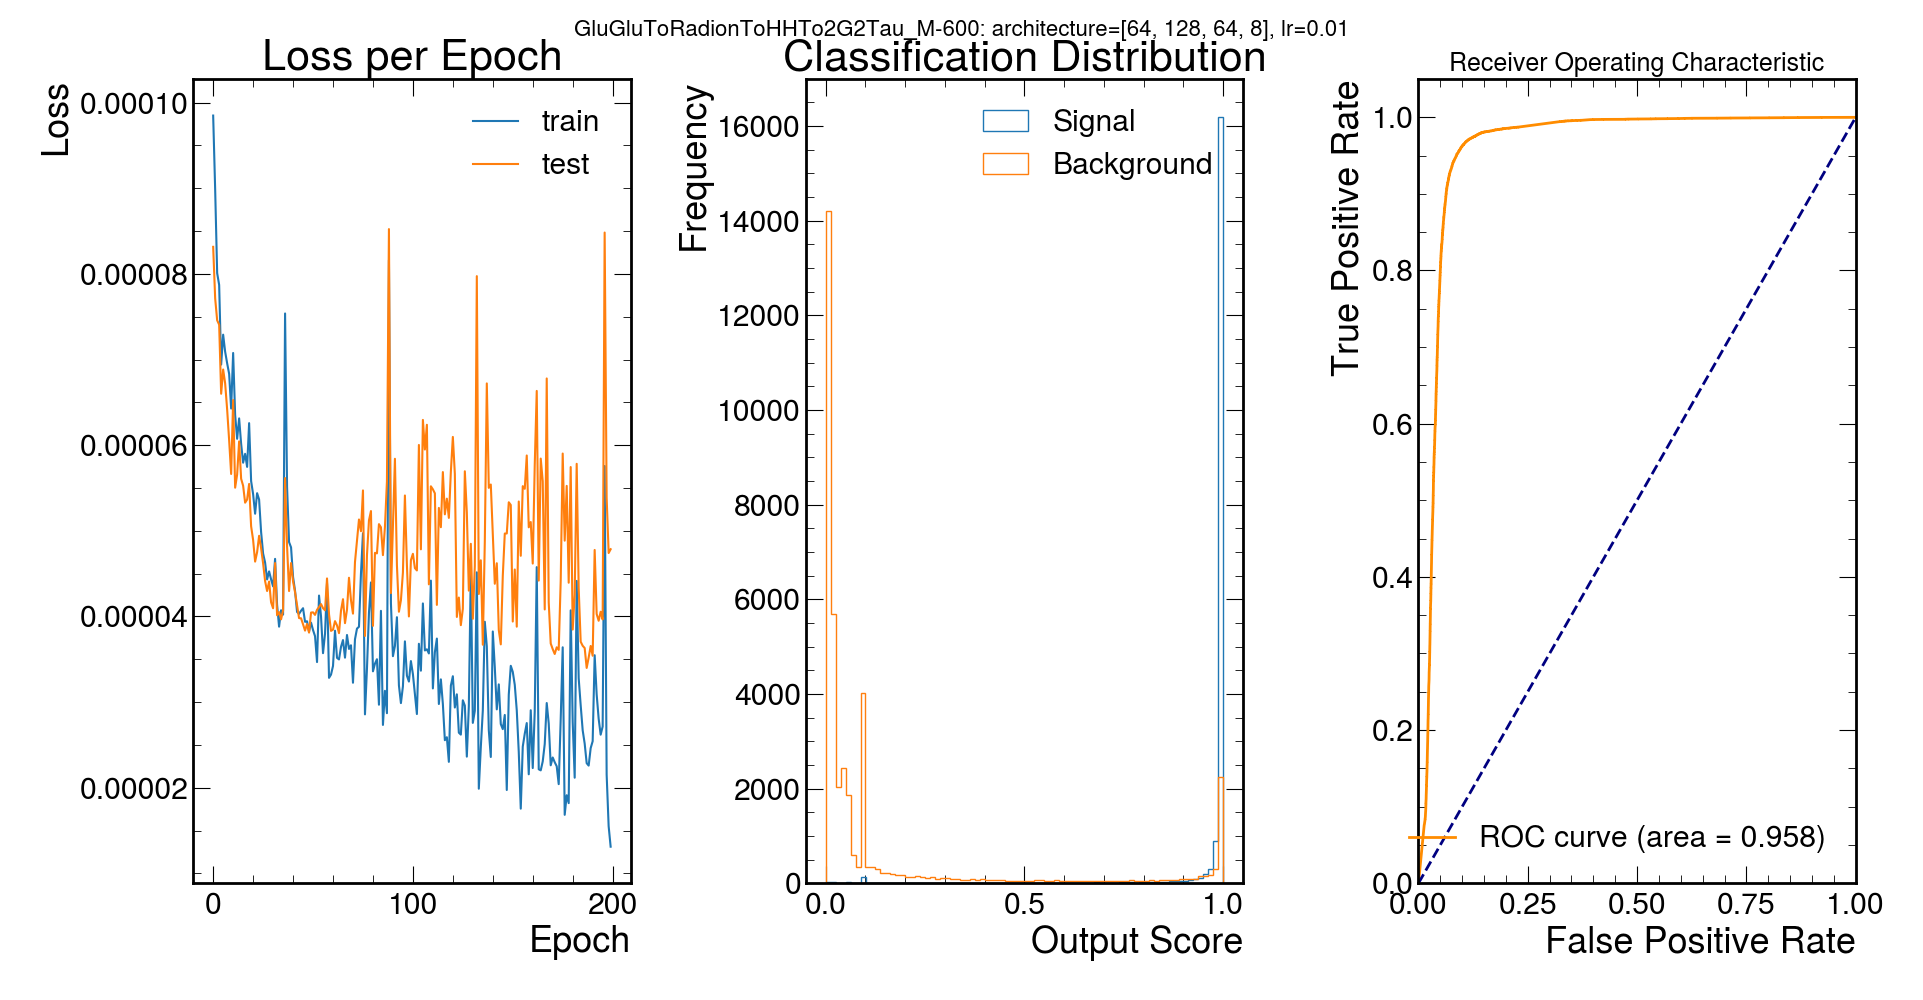 GluGluToRadionToHHTo2G2Tau_M-600: architecture=[64, 128, 64, 8], lr=0.01
Loss per Epoch
Loss
0.00010
0.00008
0.00006
0.00004
0.00002
train
test
0
100
200
Epoch
Classification Distribution
Frequency
16000
14000
12000
10000
8000
6000
4000
2000
0
Signal
Background
0.0
0.5
1.0
Output Score
Receiver Operating Characteristic
True Positive Rate
1.0
0.8
0.6
0.4
0.2
0.0
ROC curve (area = 0.958)
0.00
0.25
0.50
0.75
1.00
False Positive Rate